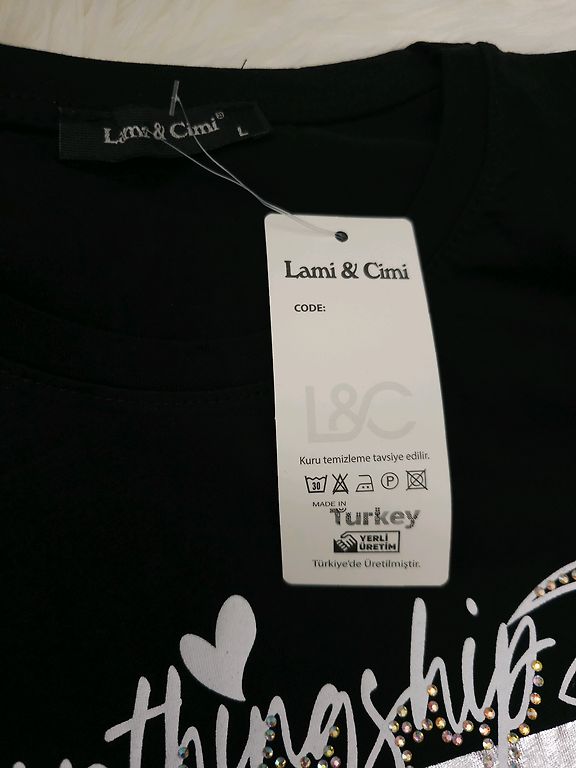 Lami & Cimi® L
Lami & Cimi
CODE:
L&C
Kuru temizleme tavsiye edilir.
30 P
MADE IN
Turkey
YERLİ
ÜRETİM
Türkiye'de Üretilmiştir.
thingship